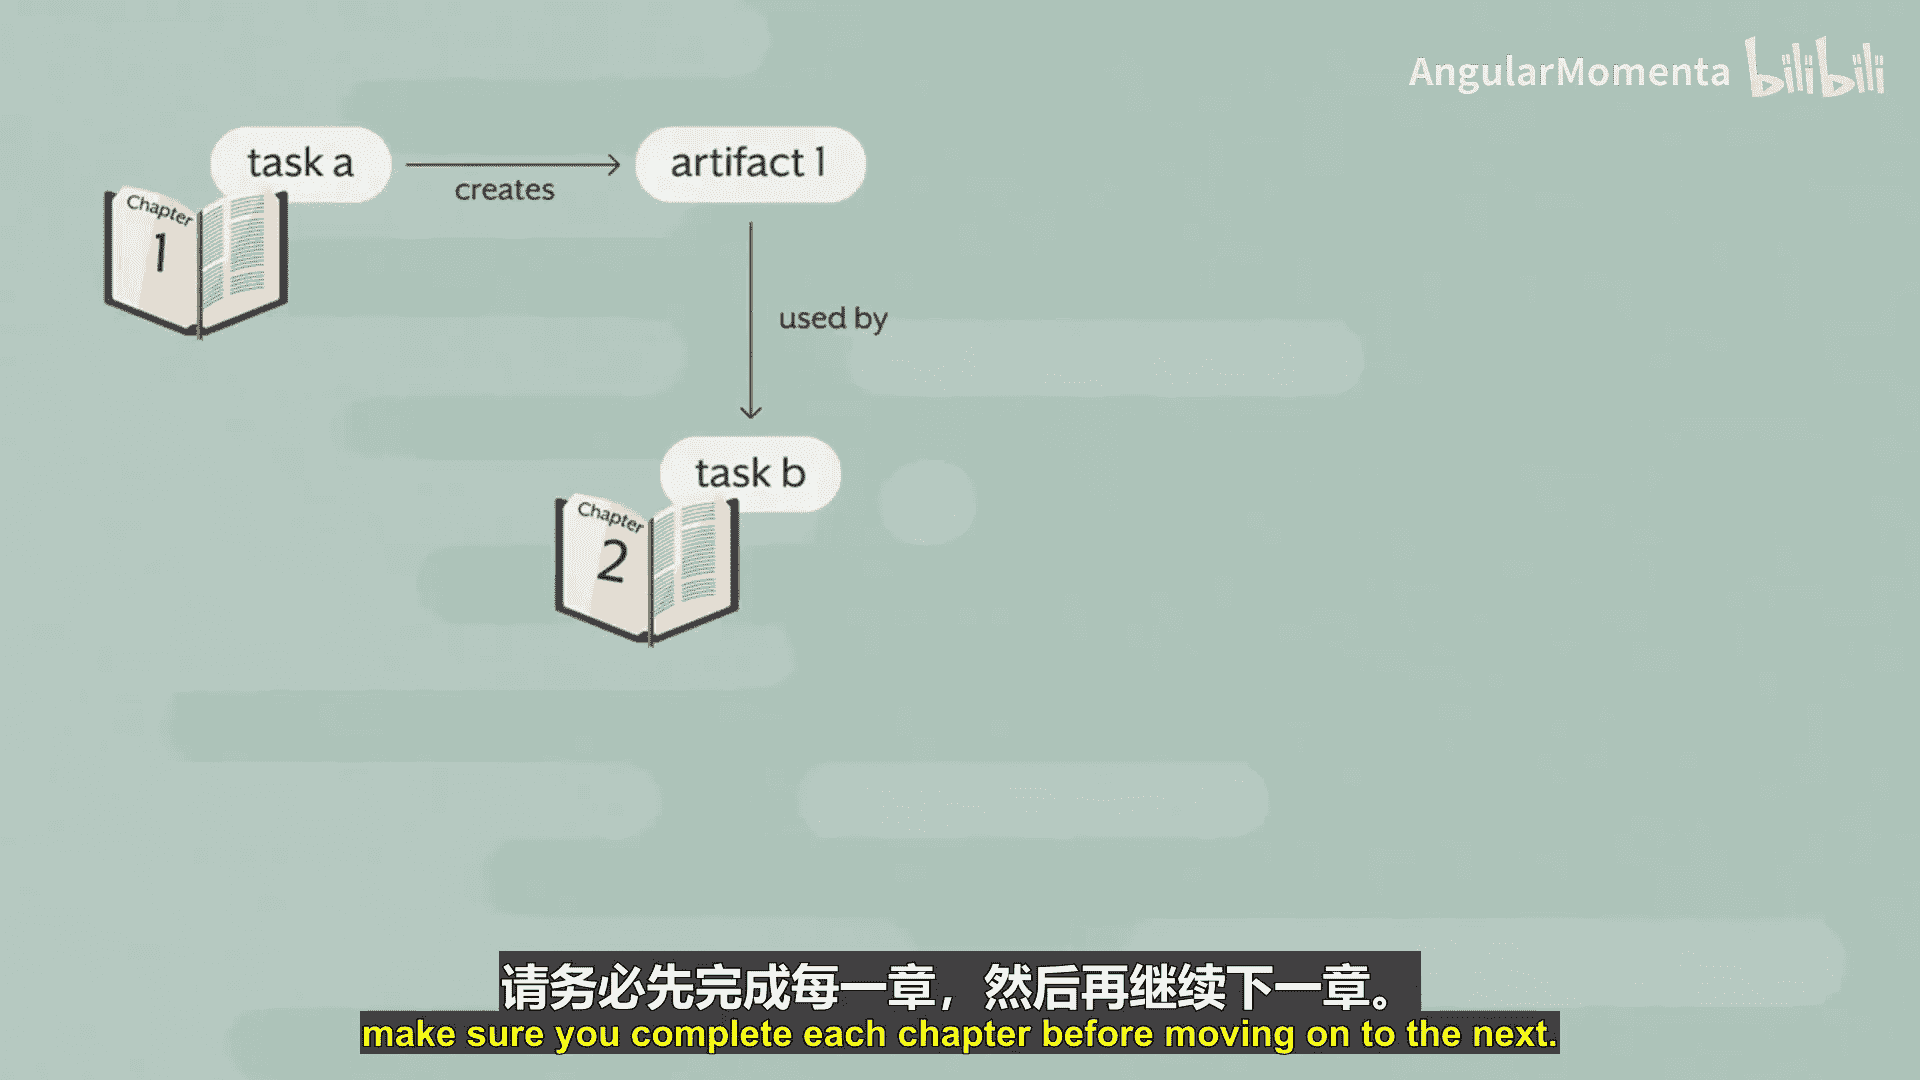 AngularMomenta bilibili
task a
creates
artifact 1
Chapter
1
used by
task b
Chapter
2
请务必先完成每一章，然后再继续下一章。
make sure you complete each chapter before moving on to the next.